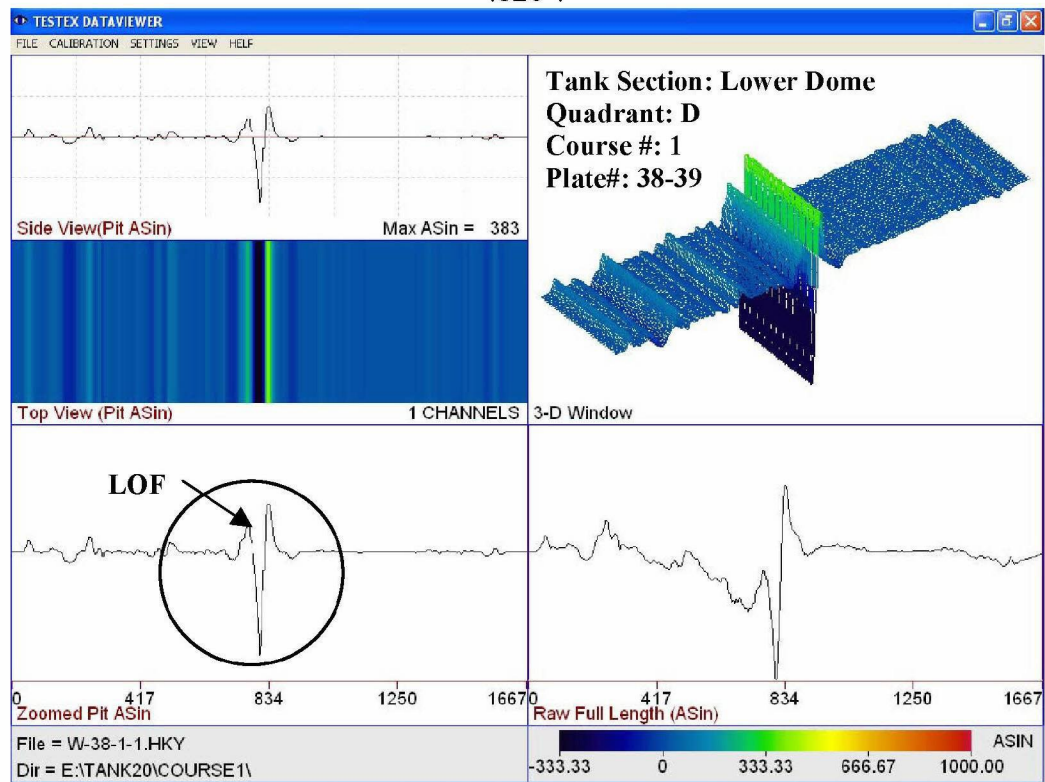 TESTEX DATAVIEWER
FILE CALIBRATION SETTINGS VIEW HELP
Tank Section: Lower Dome
Quadrant: D
Course #: 1
Plate#: 38-39
Side View(Pit ASin) Max ASin = 383
Top View (Pit ASin) 1 CHANNELS
3-D Window
LOF
0 417 834 1250 1667
Zoomed Pit ASin
0 417 834 1250 1667
Raw Full Length (ASin)
File = W-38-1-1.HKY
Dir = E:\TANK20\COURSE1\
ASIN
-333.33 0 333.33 666.67 1000.00